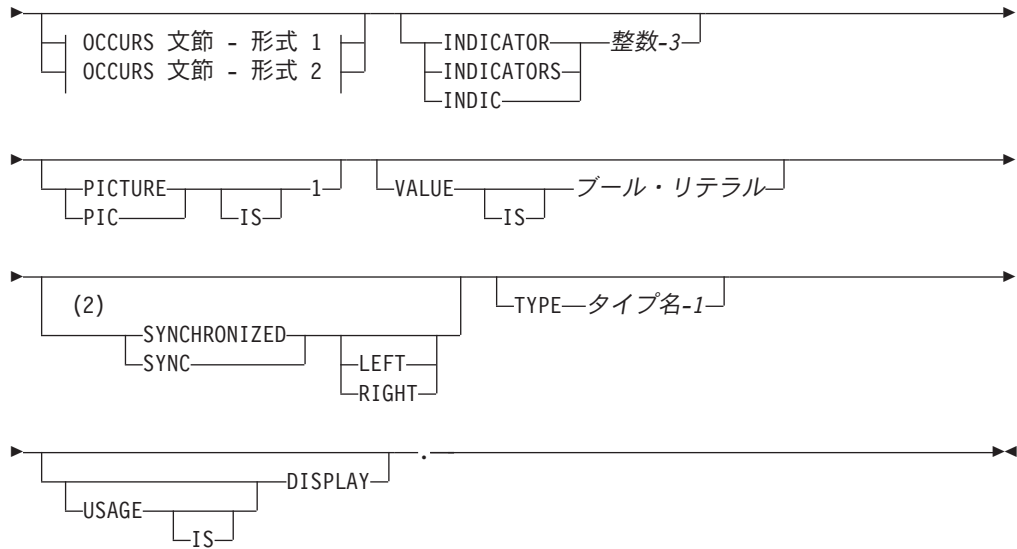 OCCURS 文節 - 形式 1
OCCURS 文節 - 形式 2
INDICATOR 整数-3
INDICATORS
INDIC
PICTURE 1
PIC IS
VALUE ブール・リテラル
IS
(2)
SYNCHRONIZED
SYNC LEFT
RIGHT
TYPE タイプ名-1
.
DISPLAY
USAGE
IS